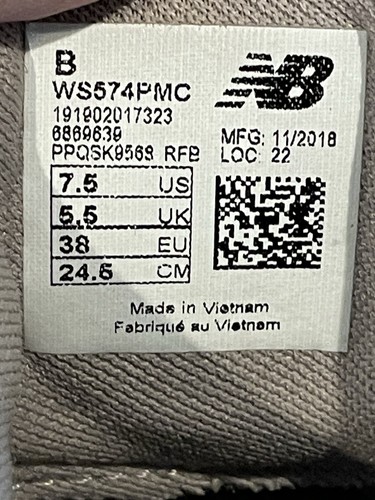 B
WS574PMC
191902017323
6869639
PPQSK9568 RFB
MFG: 11/2018
LOC: 22
7.5 US
5.5 UK
38 EU
24.5 CM
Made in Vietnam
Fabriqué au Vietnam